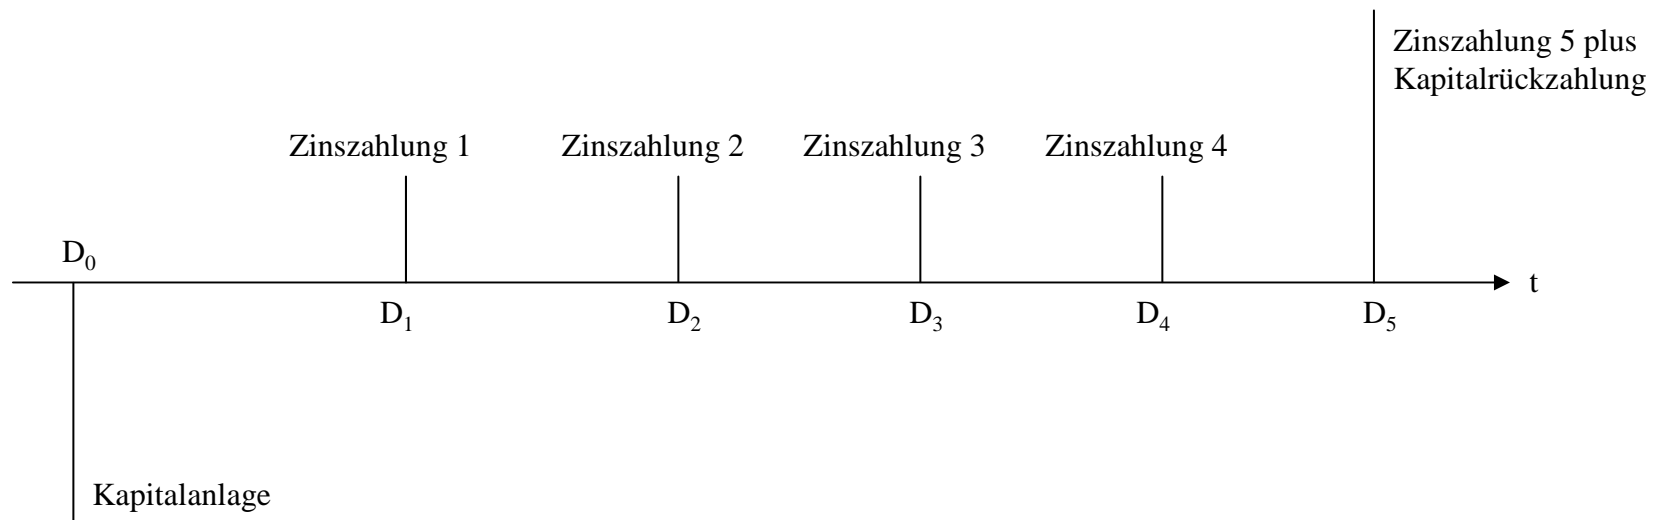 Zinszahlung 5 plus
Kapitalrückzahlung
Zinszahlung 1 Zinszahlung 2 Zinszahlung 3 Zinszahlung 4
D₀
t
D₁ D₂ D₃ D₄ D₅
Kapitalanlage